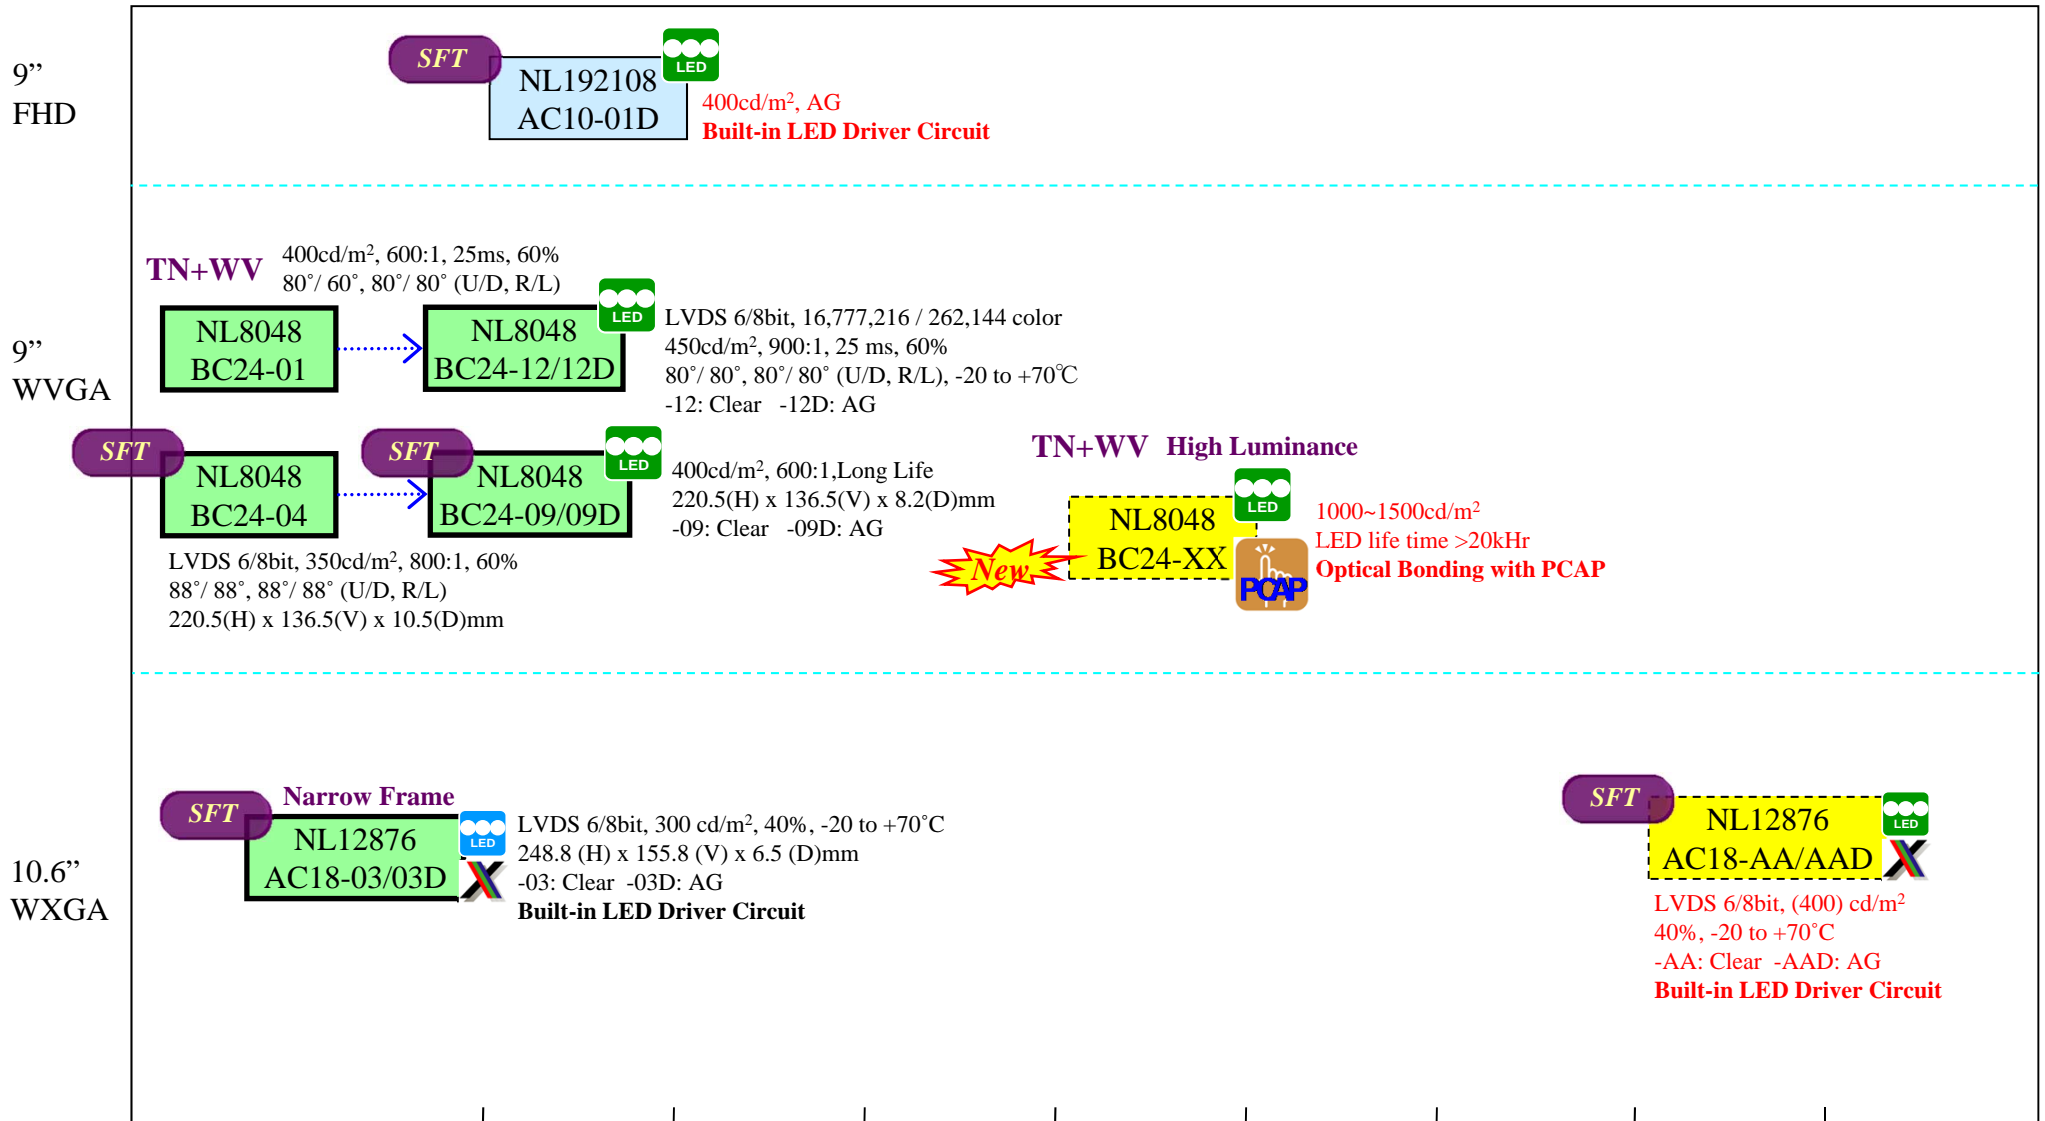 9”
FHD
SFT
NL192108
AC10-01D
LED
400cd/m², AG
Built-in LED Driver Circuit
9”
WVGA
TN+WV
400cd/m², 600:1, 25ms, 60%
80˚/ 60˚, 80˚/ 80˚ (U/D, R/L)
NL8048
BC24-01
NL8048
BC24-12/12D
LED
LVDS 6/8bit, 16,777,216 / 262,144 color
450cd/m², 900:1, 25 ms, 60%
80˚/ 80˚, 80˚/ 80˚ (U/D, R/L), -20 to +70℃
-12: Clear -12D: AG
SFT
NL8048
BC24-04
SFT
NL8048
BC24-09/09D
LED
400cd/m², 600:1,Long Life
220.5(H) x 136.5(V) x 8.2(D)mm
-09: Clear -09D: AG
LVDS 6/8bit, 350cd/m², 800:1, 60%
88˚/ 88˚, 88˚/ 88˚ (U/D, R/L)
220.5(H) x 136.5(V) x 10.5(D)mm
TN+WV High Luminance
New
NL8048
BC24-XX
LED
PCAP
1000~1500cd/m²
LED life time >20kHr
Optical Bonding with PCAP
10.6”
WXGA
SFT
Narrow Frame
NL12876
AC18-03/03D
LED
LVDS 6/8bit, 300 cd/m², 40%, -20 to +70˚C
248.8 (H) x 155.8 (V) x 6.5 (D)mm
-03: Clear -03D: AG
Built-in LED Driver Circuit
SFT
NL12876
AC18-AA/AAD
LED
LVDS 6/8bit, (400) cd/m²
40%, -20 to +70˚C
-AA: Clear -AAD: AG
Built-in LED Driver Circuit